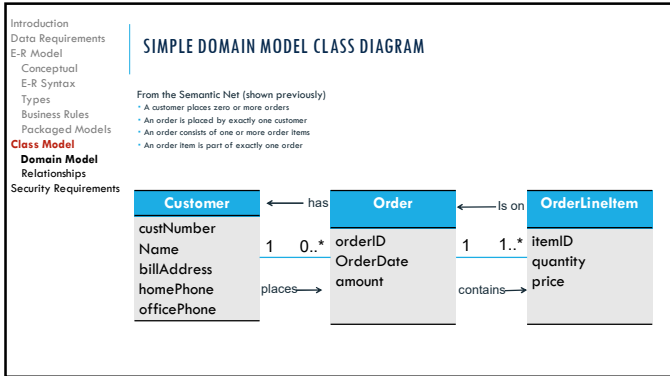 Introduction
Data Requirements
E-R Model
Conceptual
E-R Syntax
Types
Business Rules
Packaged Models
Class Model
Domain Model
Relationships
Security Requirements
SIMPLE DOMAIN MODEL CLASS DIAGRAM
From the Semantic Net (shown previously)
• A customer places zero or more orders
• An order is placed by exactly one customer
• An order consists of one or more order items
• An order item is part of exactly one order
Customer
custNumber
Name
billAddress
homePhone
officePhone
has
1 0..*
places
Order
orderID
OrderDate
amount
Is on
1 1..*
contains
OrderLineItem
itemID
quantity
price